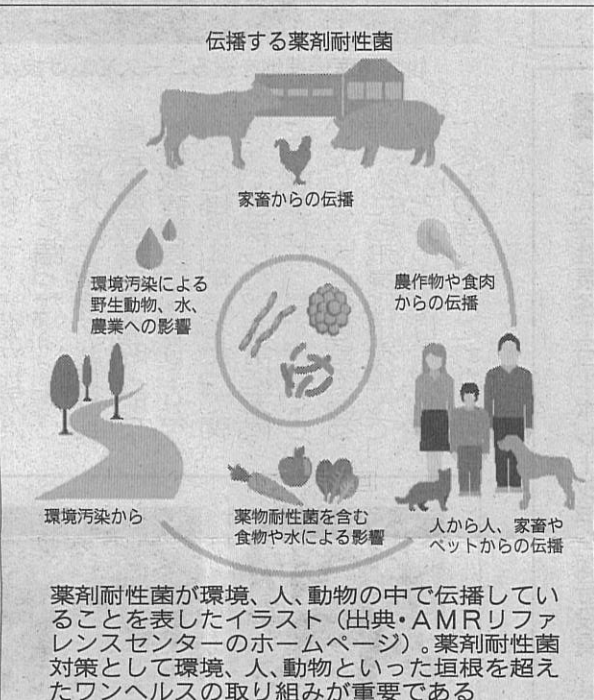 伝播する薬剤耐性菌
家畜からの伝播
環境汚染による
野生動物、水、
農業への影響
農作物や食肉
からの伝播
環境汚染から
薬物耐性菌を含む
食物や水による影響
人から人、家畜や
ペットからの伝播
薬剤耐性菌が環境、人、動物の中で伝播してい
ることを表したイラスト（出典・ＡＭＲリファ
レンスセンターのホームページ）。薬剤耐性菌
対策として環境、人、動物といった垣根を超え
たワンヘルスの取り組みが重要である